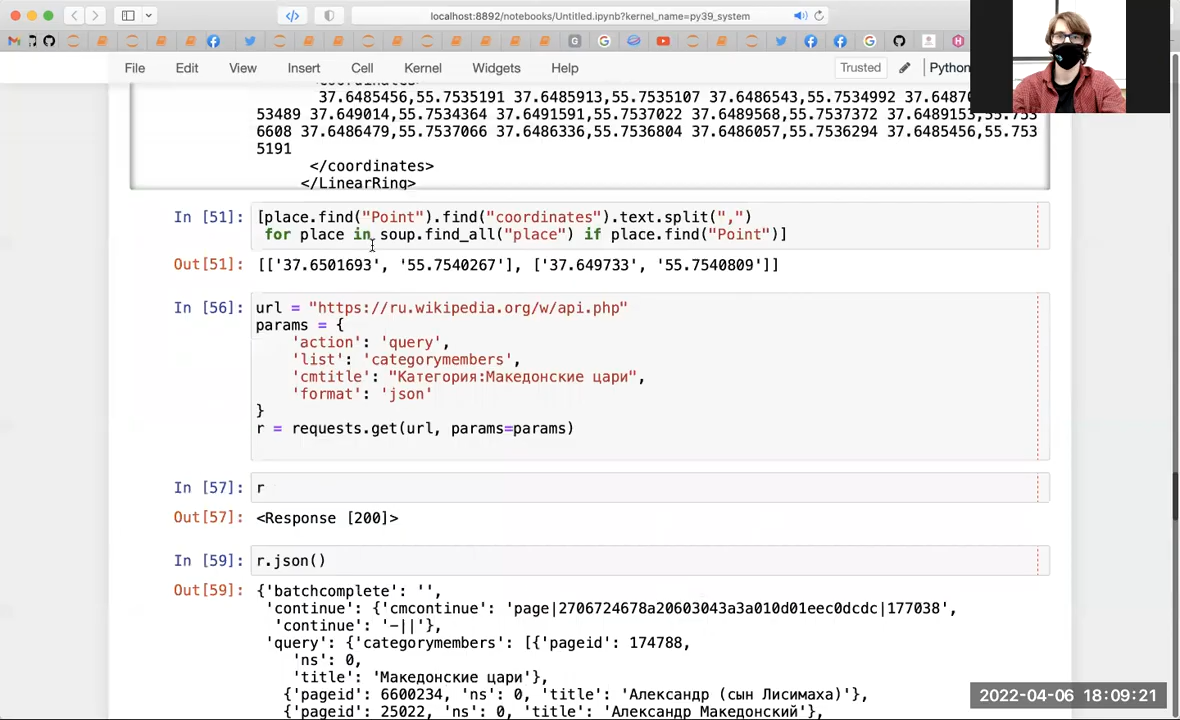 localhost:8892/notebooks/Untitled.ipynb?kernel_name=py39_system
File Edit View Insert Cell Kernel Widgets Help Trusted Python
37.6485456,55.7535191 37.6485913,55.7535107 37.6486543,55.7534992
53489 37.649014,55.7534364 37.6491591,55.7537022 37.6489568,55.7537372 37.6489153,55.753
6608 37.6486479,55.7537066 37.6486336,55.7536804 37.6486057,55.7536294 37.6485456,55.753
5191
</coordinates>
</LinearRing>
In [51]: [place.find("Point").find("coordinates").text.split(",")
for place in soup.find_all("place") if place.find("Point")]
Out[51]: [['37.6501693', '55.7540267'], ['37.649733', '55.7540809']]
In [56]: url = "https://ru.wikipedia.org/w/api.php"
params = {
'action': 'query',
'list': 'categorymembers',
'cmtitle': "Категория:Македонские цари",
'format': 'json'
}
r = requests.get(url, params=params)
In [57]: r
Out[57]: <Response [200]>
In [59]: r.json()
Out[59]: {'batchcomplete': '',
'continue': {'cmcontinue': 'page|2706724678a20603043a3a010d01eec0dcdc|177038',
'continue': '-||'},
'query': {'categorymembers': [{'pageid': 174788,
'ns': 0,
'title': 'Македонские цари'},
{'pageid': 6600234, 'ns': 0, 'title': 'Александр (сын Лисимаха)'},
{'pageid': 25022, 'ns': 0, 'title': 'Александр Македонский'},
2022-04-06 18:09:21